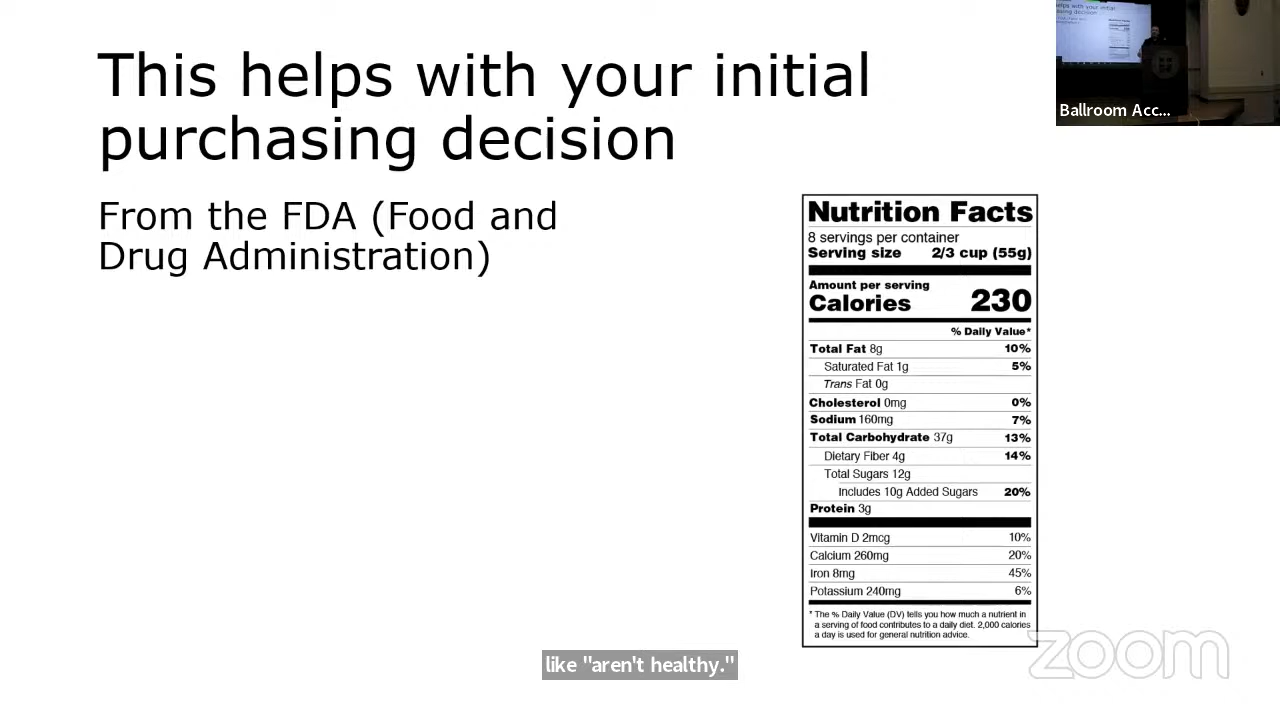 This helps with your initial
purchasing decision
From the FDA (Food and
Drug Administration)
Ballroom Acc...
Nutrition Facts
8 servings per container
Serving size 2/3 cup (55g)
Amount per serving
Calories 230
% Daily Value*
Total Fat 8g 10%
Saturated Fat 1g 5%
Trans Fat 0g
Cholesterol 0mg 0%
Sodium 160mg 7%
Total Carbohydrate 37g 13%
Dietary Fiber 4g 14%
Total Sugars 12g
Includes 10g Added Sugars 20%
Protein 3g
Vitamin D 2mcg 10%
Calcium 260mg 20%
Iron 8mg 45%
Potassium 240mg 6%
* The % Daily Value (DV) tells you how much a nutrient in
a serving of food contributes to a daily diet. 2,000 calories
a day is used for general nutrition advice.
like "aren't healthy."
zoom